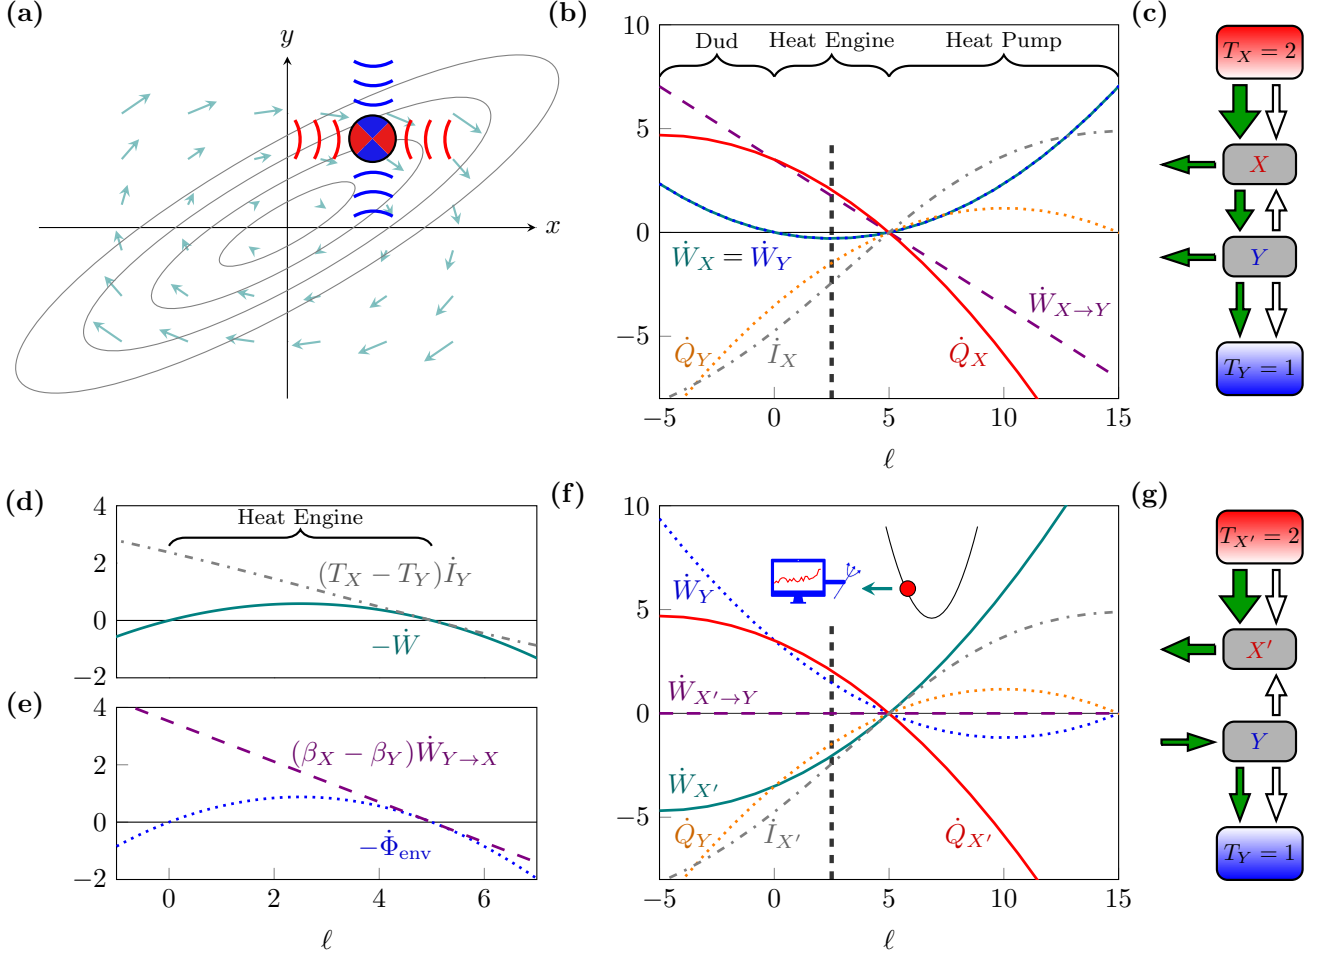 (a)
y
x
(b)
10
5
0
−5
Dud
Heat Engine
Heat Pump
Ẇ_X = Ẇ_Y
Ẇ_{X→Y}
Q̇_Y
İ_X
Q̇_X
−5
0
5
10
15
ℓ
(c)
T_X = 2
X
Y
T_Y = 1
(d)
4
2
0
−2
Heat Engine
(T_X − T_Y)İ_Y
−Ẇ
(e)
4
2
0
−2
(β_X − β_Y)Ẇ_{Y→X}
−Φ̇_env
0
2
4
6
ℓ
(f)
10
5
0
−5
Ẇ_Y
Ẇ_{X′→Y}
Ẇ_{X′}
Q̇_Y
İ_{X′}
Q̇_{X′}
−5
0
5
10
15
ℓ
(g)
T_{X′} = 2
X′
Y
T_Y = 1